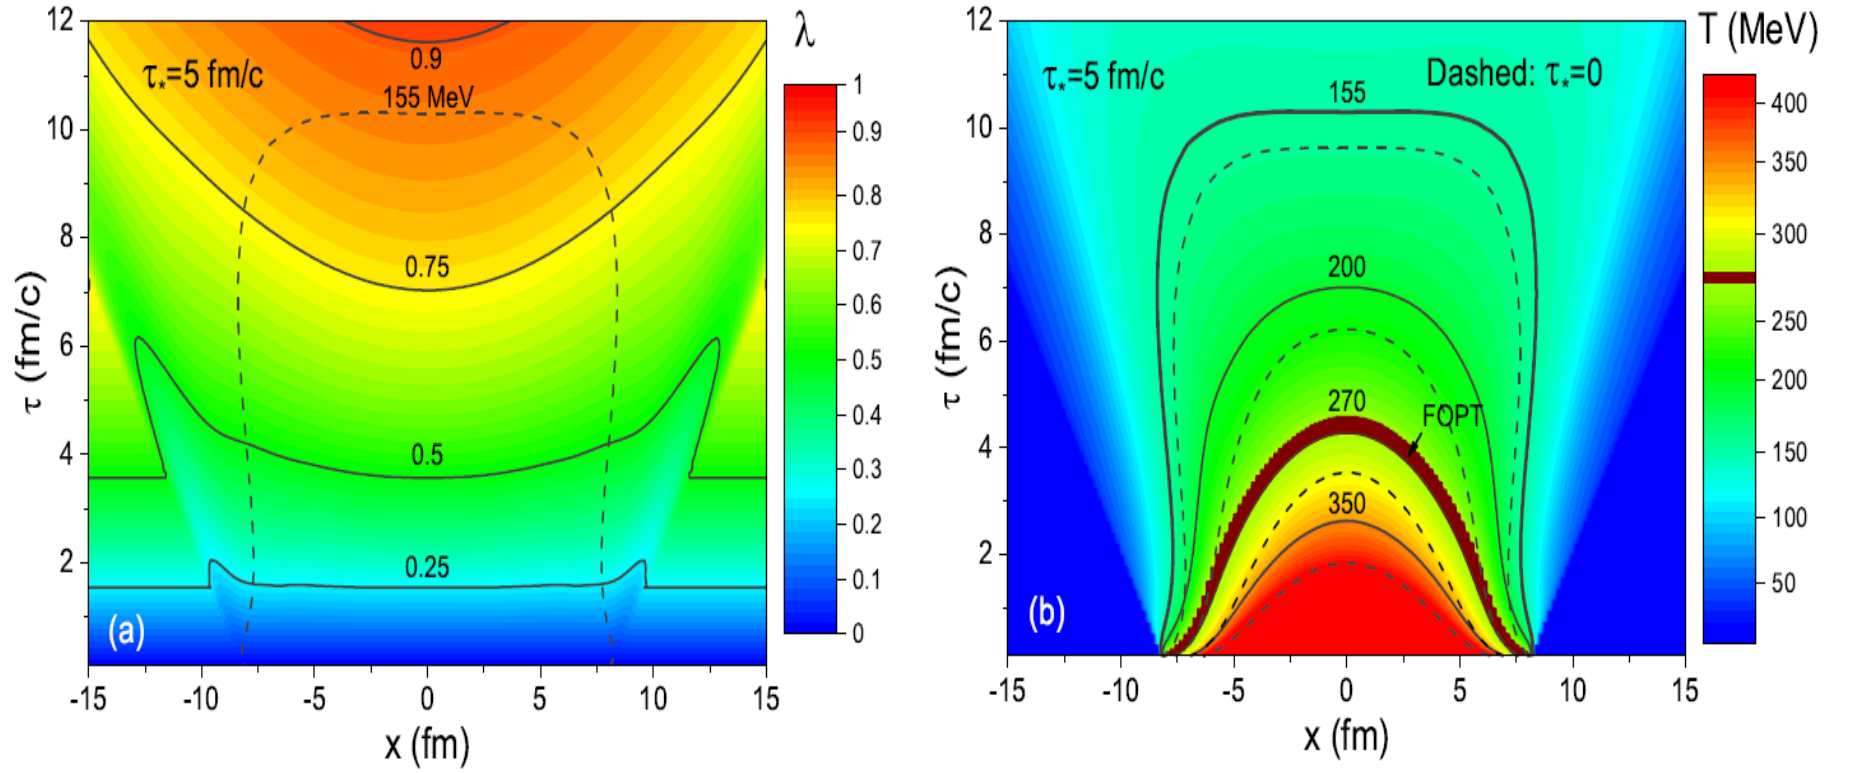 12
10
8
6
4
2
τ (fm/c)
τ*=5 fm/c
0.9
155 MeV
0.75
0.5
0.25
(a)
-15 -10 -5 0 5 10 15
x (fm)
λ
1
0.9
0.8
0.7
0.6
0.5
0.4
0.3
0.2
0.1
0
12
10
8
6
4
2
τ (fm/c)
τ*=5 fm/c
Dashed: τ*=0
155
200
270
FOPT
350
(b)
-15 -10 -5 0 5 10 15
x (fm)
T (MeV)
400
350
300
250
200
150
100
50